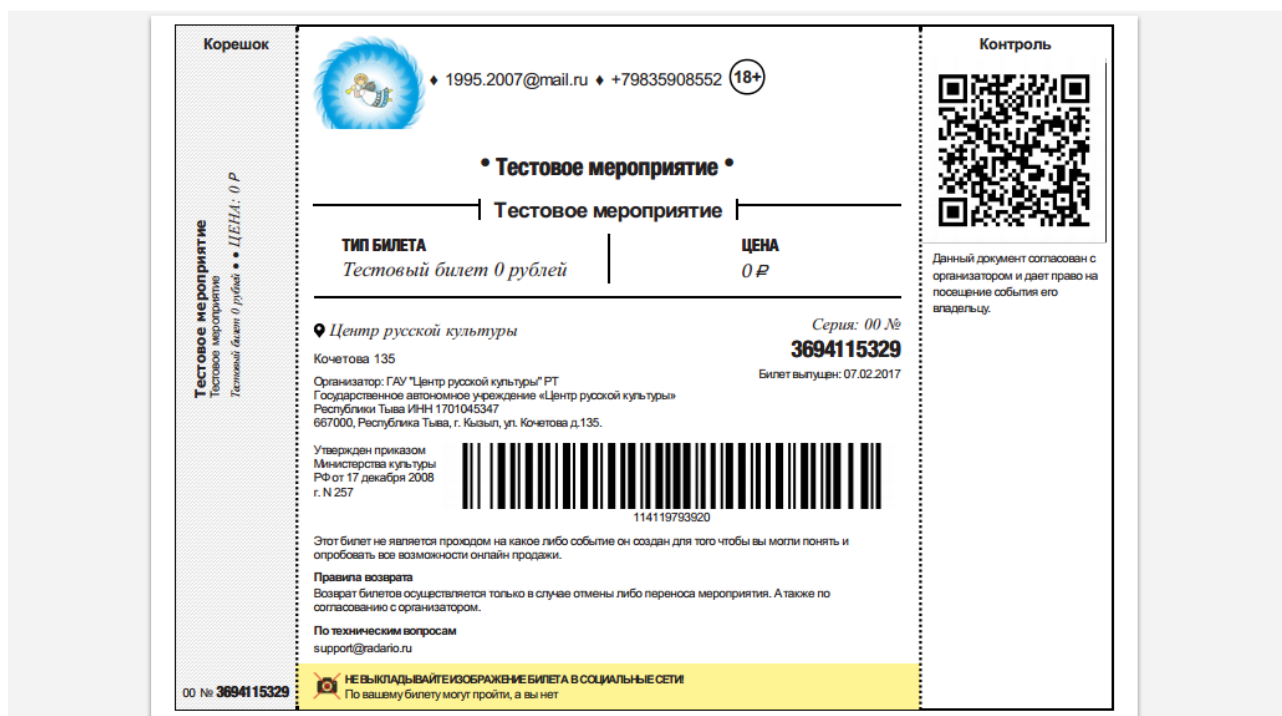 Корешок
Тестовое мероприятие
Тестовое мероприятие
Тестовый билет 0 рублей ● ● ЦЕНА: 0 Р
00 № 3694115329
♦ 1995.2007@mail.ru ♦ +79835908552 18+
• Тестовое мероприятие •
Тестовое мероприятие
ТИП БИЛЕТА
Тестовый билет 0 рублей
ЦЕНА
0 ₽
Центр русской культуры
Кочетова 135
Серия: 00 №
3694115329
Билет выпущен: 07.02.2017
Организатор: ГАУ "Центр русской культуры" РТ
Государственное автономное учреждение «Центр русской культуры»
Республики Тыва ИНН 1701045347
667000, Республика Тыва, г. Кызыл, ул. Кочетова д.135.
Утвержден приказом
Министерства культуры
РФ от 17 декабря 2008
г. N 257
114119793920
Этот билет не является проходом на какое либо событие он создан для того чтобы вы могли понять и
опробовать все возможности онлайн продажи.
Правила возврата
Возврат билетов осуществляется только в случае отмены либо переноса мероприятия. А также по
согласованию с организатором.
По техническим вопросам
support@radario.ru
НЕ ВЫКЛАДЫВАЙТЕ ИЗОБРАЖЕНИЕ БИЛЕТА В СОЦИАЛЬНЫЕ СЕТИ!
По вашему билету могут пройти, а вы нет
Контроль
Данный документ согласован с
организатором и дает право на
посещение события его
владельцу.